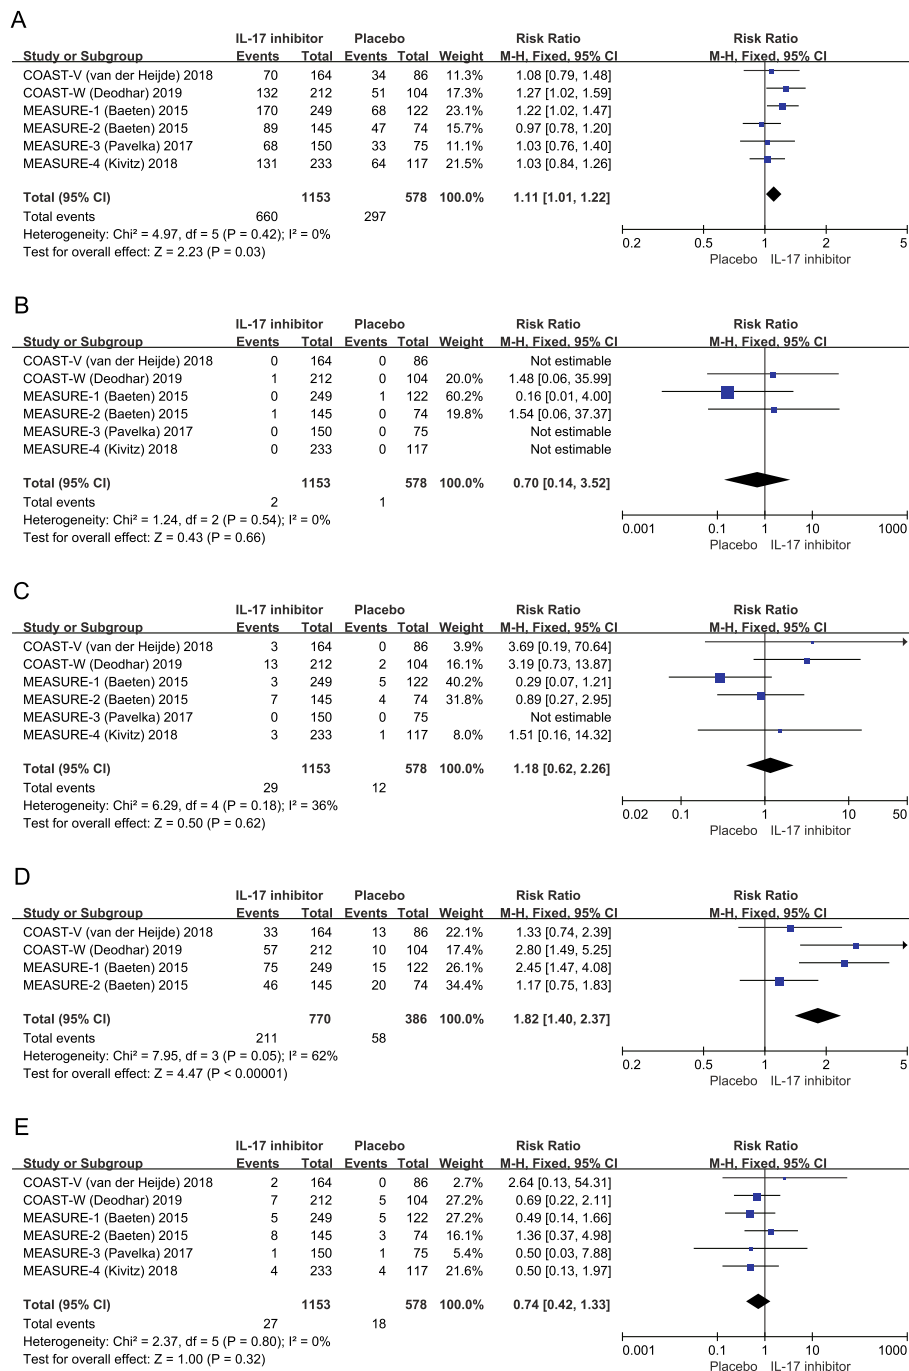 A
IL-17 inhibitor Placebo Risk Ratio Risk Ratio
Study or Subgroup Events Total Events Total Weight M-H, Fixed, 95% CI M-H, Fixed, 95% CI
COAST-V (van der Heijde) 2018 70 164 34 86 11.3% 1.08 [0.79, 1.48]
COAST-W (Deodhar) 2019 132 212 51 104 17.3% 1.27 [1.02, 1.59]
MEASURE-1 (Baeten) 2015 170 249 68 122 23.1% 1.22 [1.02, 1.47]
MEASURE-2 (Baeten) 2015 89 145 47 74 15.7% 0.97 [0.78, 1.20]
MEASURE-3 (Pavelka) 2017 68 150 33 75 11.1% 1.03 [0.76, 1.40]
MEASURE-4 (Kivitz) 2018 131 233 64 117 21.5% 1.03 [0.84, 1.26]
Total (95% CI) 1153 578 100.0% 1.11 [1.01, 1.22]
Total events 660 297
Heterogeneity: Chi² = 4.97, df = 5 (P = 0.42); I² = 0%
Test for overall effect: Z = 2.23 (P = 0.03)
0.2 0.5 1 2 5
Placebo IL-17 inhibitor
B
IL-17 inhibitor Placebo Risk Ratio Risk Ratio
Study or Subgroup Events Total Events Total Weight M-H, Fixed, 95% CI M-H, Fixed, 95% CI
COAST-V (van der Heijde) 2018 0 164 0 86 Not estimable
COAST-W (Deodhar) 2019 1 212 0 104 20.0% 1.48 [0.06, 35.99]
MEASURE-1 (Baeten) 2015 0 249 1 122 60.2% 0.16 [0.01, 4.00]
MEASURE-2 (Baeten) 2015 1 145 0 74 19.8% 1.54 [0.06, 37.37]
MEASURE-3 (Pavelka) 2017 0 150 0 75 Not estimable
MEASURE-4 (Kivitz) 2018 0 233 0 117 Not estimable
Total (95% CI) 1153 578 100.0% 0.70 [0.14, 3.52]
Total events 2 1
Heterogeneity: Chi² = 1.24, df = 2 (P = 0.54); I² = 0%
Test for overall effect: Z = 0.43 (P = 0.66)
0.001 0.1 1 10 1000
Placebo IL-17 inhibitor
C
IL-17 inhibitor Placebo Risk Ratio Risk Ratio
Study or Subgroup Events Total Events Total Weight M-H, Fixed, 95% CI M-H, Fixed, 95% CI
COAST-V (van der Heijde) 2018 3 164 0 86 3.9% 3.69 [0.19, 70.64]
COAST-W (Deodhar) 2019 13 212 2 104 16.1% 3.19 [0.73, 13.87]
MEASURE-1 (Baeten) 2015 3 249 5 122 40.2% 0.29 [0.07, 1.21]
MEASURE-2 (Baeten) 2015 7 145 4 74 31.8% 0.89 [0.27, 2.95]
MEASURE-3 (Pavelka) 2017 0 150 0 75 Not estimable
MEASURE-4 (Kivitz) 2018 3 233 1 117 8.0% 1.51 [0.16, 14.32]
Total (95% CI) 1153 578 100.0% 1.18 [0.62, 2.26]
Total events 29 12
Heterogeneity: Chi² = 6.29, df = 4 (P = 0.18); I² = 36%
Test for overall effect: Z = 0.50 (P = 0.62)
0.02 0.1 1 10 50
Placebo IL-17 inhibitor
D
IL-17 inhibitor Placebo Risk Ratio Risk Ratio
Study or Subgroup Events Total Events Total Weight M-H, Fixed, 95% CI M-H, Fixed, 95% CI
COAST-V (van der Heijde) 2018 33 164 13 86 22.1% 1.33 [0.74, 2.39]
COAST-W (Deodhar) 2019 57 212 10 104 17.4% 2.80 [1.49, 5.25]
MEASURE-1 (Baeten) 2015 75 249 15 122 26.1% 2.45 [1.47, 4.08]
MEASURE-2 (Baeten) 2015 46 145 20 74 34.4% 1.17 [0.75, 1.83]
Total (95% CI) 770 386 100.0% 1.82 [1.40, 2.37]
Total events 211 58
Heterogeneity: Chi² = 7.95, df = 3 (P = 0.05); I² = 62%
Test for overall effect: Z = 4.47 (P < 0.00001)
0.2 0.5 1 2 5
Placebo IL-17 inhibitor
E
IL-17 inhibitor Placebo Risk Ratio Risk Ratio
Study or Subgroup Events Total Events Total Weight M-H, Fixed, 95% CI M-H, Fixed, 95% CI
COAST-V (van der Heijde) 2018 2 164 0 86 2.7% 2.64 [0.13, 54.31]
COAST-W (Deodhar) 2019 7 212 5 104 27.2% 0.69 [0.22, 2.11]
MEASURE-1 (Baeten) 2015 5 249 5 122 27.2% 0.49 [0.14, 1.66]
MEASURE-2 (Baeten) 2015 8 145 3 74 16.1% 1.36 [0.37, 4.98]
MEASURE-3 (Pavelka) 2017 1 150 1 75 5.4% 0.50 [0.03, 7.88]
MEASURE-4 (Kivitz) 2018 4 233 4 117 21.6% 0.50 [0.13, 1.97]
Total (95% CI) 1153 578 100.0% 0.74 [0.42, 1.33]
Total events 27 18
Heterogeneity: Chi² = 2.37, df = 5 (P = 0.80); I² = 0%
Test for overall effect: Z = 1.00 (P = 0.32)
0.001 0.1 1 10 1000
Placebo IL-17 inhibitor